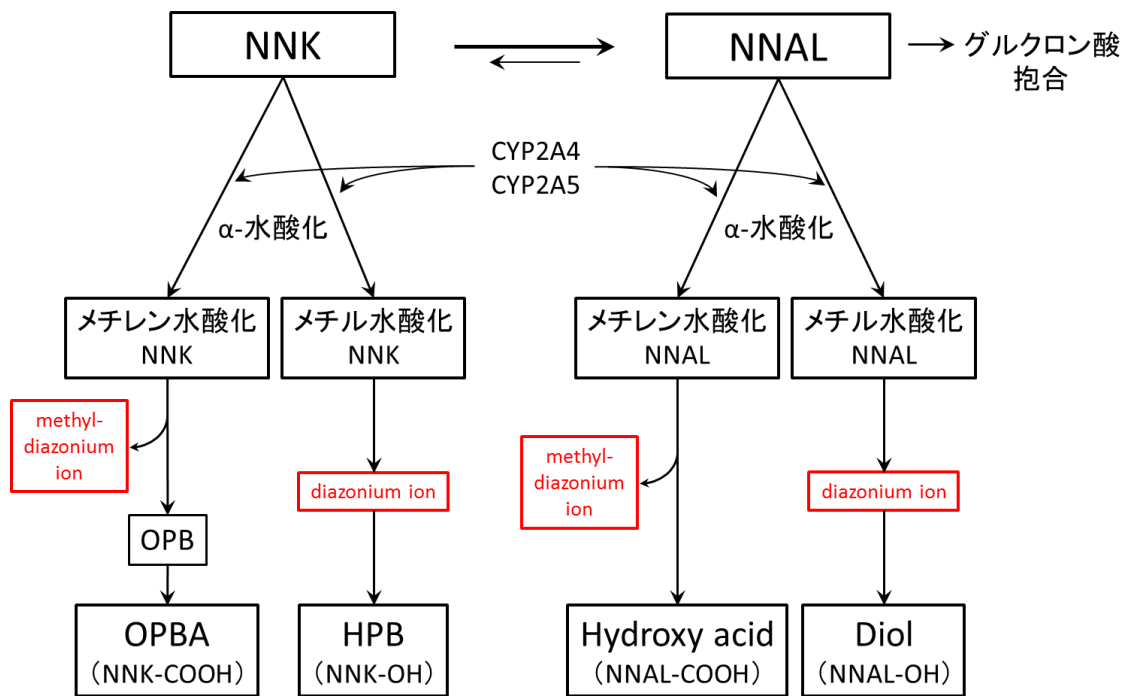 NNK
NNAL
グルクロン酸
抱合
CYP2A4
CYP2A5
α-水酸化
α-水酸化
メチレン水酸化
NNK
メチル水酸化
NNK
メチレン水酸化
NNAL
メチル水酸化
NNAL
methyl-
diazonium
ion
diazonium ion
methyl-
diazonium
ion
diazonium ion
OPB
OPBA
（NNK-COOH）
HPB
（NNK-OH）
Hydroxy acid
（NNAL-COOH）
Diol
（NNAL-OH）